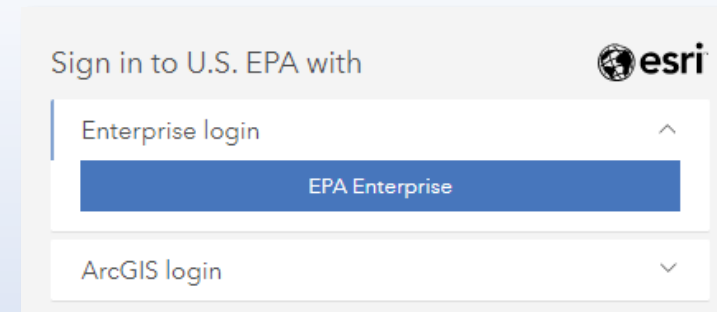 Sign in to U.S. EPA with
esri
Enterprise login
EPA Enterprise
ArcGIS login